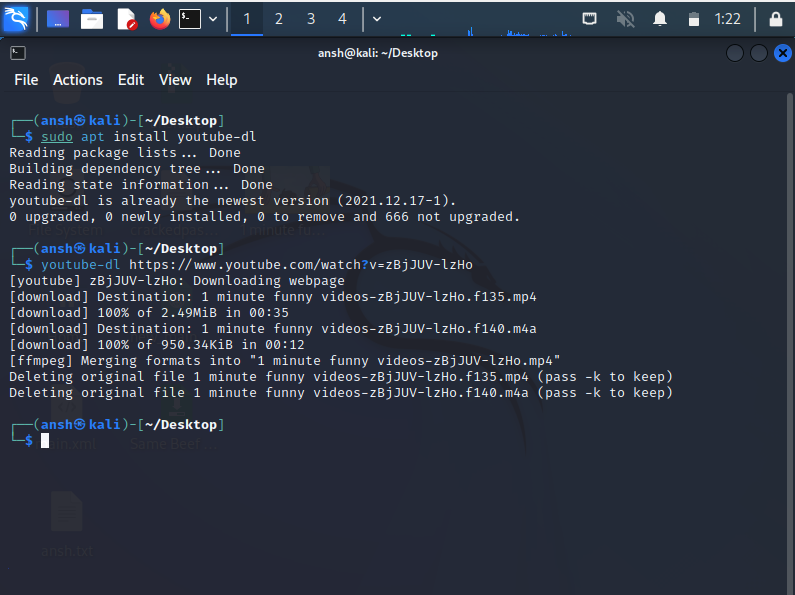 1 2 3 4 1:22
ansh@kali: ~/Desktop
File Actions Edit View Help
┌──(ansh㉿kali)-[~/Desktop]
└─$ sudo apt install youtube-dl
Reading package lists... Done
Building dependency tree... Done
Reading state information... Done
youtube-dl is already the newest version (2021.12.17-1).
0 upgraded, 0 newly installed, 0 to remove and 666 not upgraded.
File System crackedpas... 1 minute fu...
┌──(ansh㉿kali)-[~/Desktop]
└─$ youtube-dl https://www.youtube.com/watch?v=zBjJUV-lzHo
[youtube] zBjJUV-lzHo: Downloading webpage
[download] Destination: 1 minute funny videos-zBjJUV-lzHo.f135.mp4
[download] 100% of 2.49MiB in 00:35
[download] Destination: 1 minute funny videos-zBjJUV-lzHo.f140.m4a
[download] 100% of 950.34KiB in 00:12
[ffmpeg] Merging formats into "1 minute funny videos-zBjJUV-lzHo.mp4"
Deleting original file 1 minute funny videos-zBjJUV-lzHo.f135.mp4 (pass -k to keep)
Deleting original file 1 minute funny videos-zBjJUV-lzHo.f140.m4a (pass -k to keep)
┌──(ansh㉿kali)-[~/Desktop]
└─$
Same Beef
ansh.txt